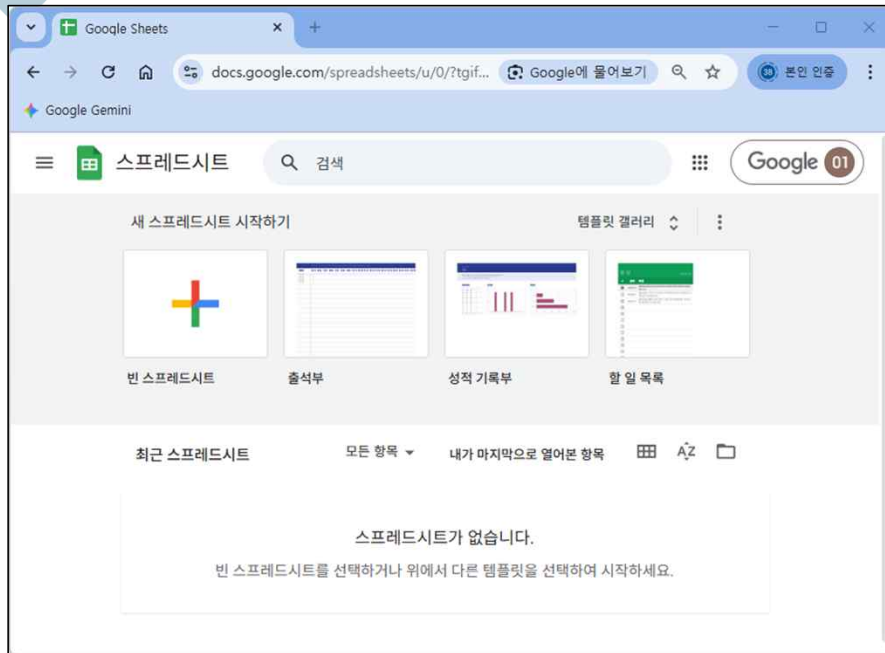 Google Sheets
docs.google.com/spreadsheets/u/0/?tgif... Google에 물어보기 본인 인증
Google Gemini
스프레드시트 검색 Google 01
새 스프레드시트 시작하기 템플릿 갤러리
빈 스프레드시트 출석부 성적 기록부 할 일 목록
최근 스프레드시트 모든 항목 내가 마지막으로 열어본 항목 AZ
스프레드시트가 없습니다.
빈 스프레드시트를 선택하거나 위에서 다른 템플릿을 선택하여 시작하세요.